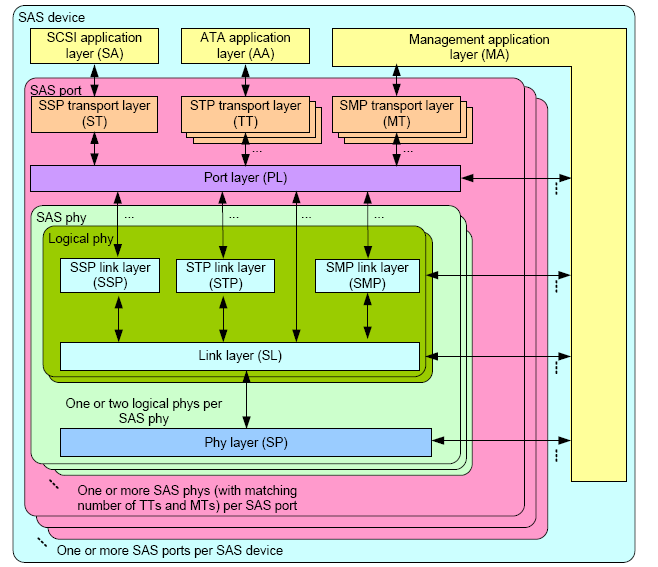 SAS device
SCSI application
layer (SA)
ATA application
layer (AA)
Management application
layer (MA)
SAS port
SSP transport layer
(ST)
STP transport layer
(TT)
SMP transport layer
(MT)
...
...
Port layer (PL)
...
...
...
SAS phy
Logical phy
SSP link layer
(SSP)
STP link layer
(STP)
SMP link layer
(SMP)
Link layer (SL)
One or two logical phys per
SAS phy
Phy layer (SP)
One or more SAS phys (with matching
number of TTs and MTs) per SAS port
One or more SAS ports per SAS device